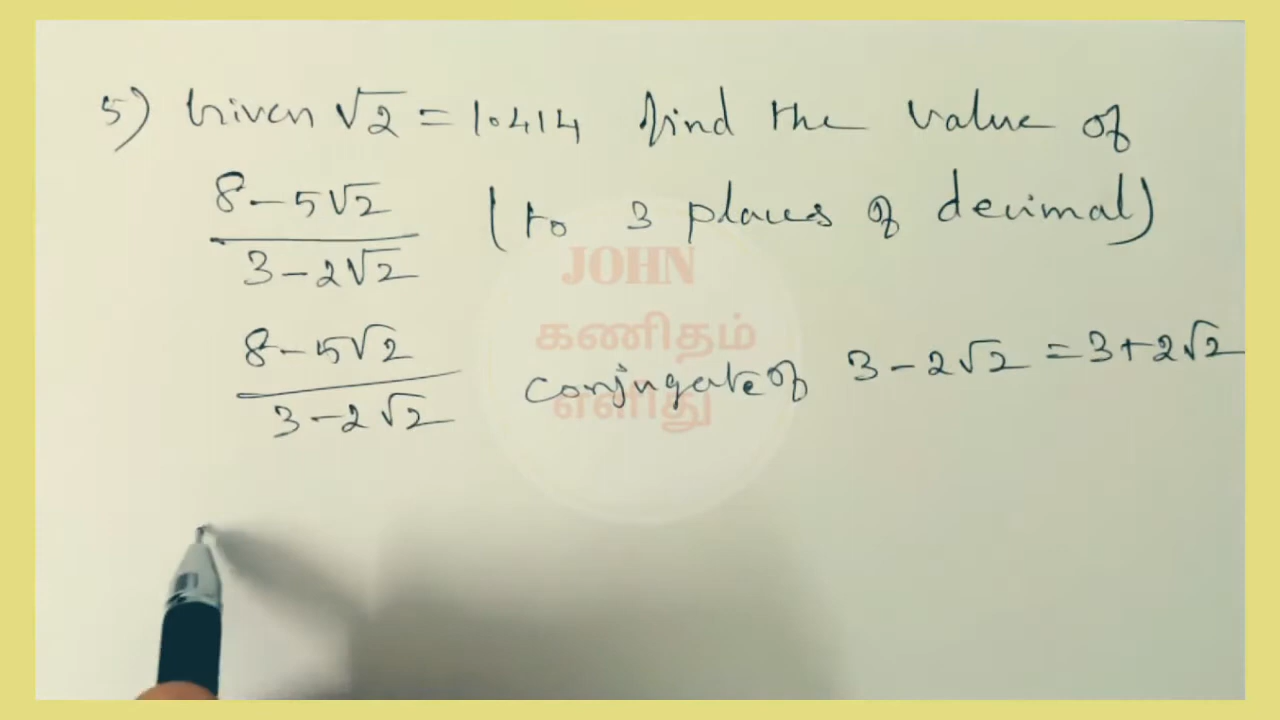 5) Given √2 = 1.414 find the value of
8-5√2 / 3-2√2 (to 3 places of decimal)
8-5√2 / 3-2√2 conjugate of 3-2√2 = 3+2√2
JOHN
கணிதம்
எளிது